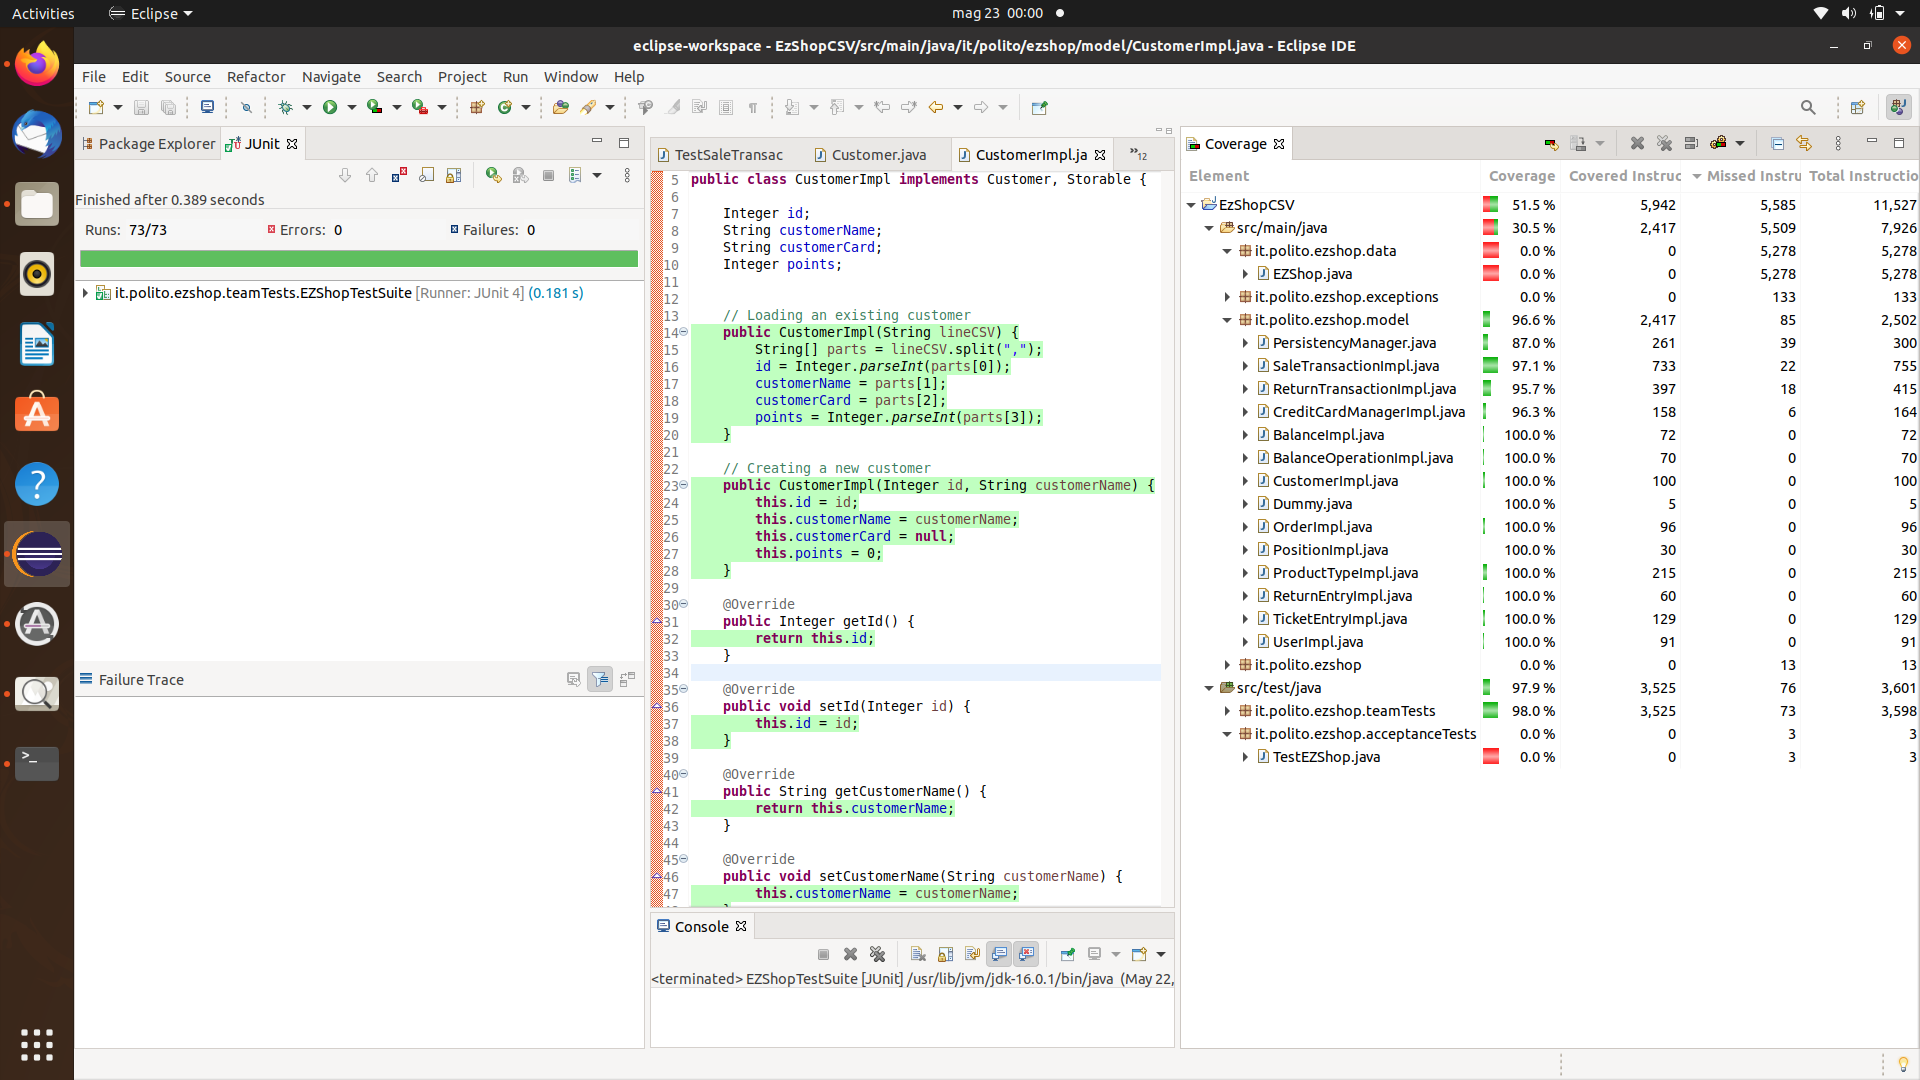 Activities Eclipse mag 23 00:00
eclipse-workspace - EzShopCSV/src/main/java/it/polito/ezshop/model/CustomerImpl.java - Eclipse IDE
File Edit Source Refactor Navigate Search Project Run Window Help
Package Explorer JUnit
Finished after 0.389 seconds
Runs: 73/73 Errors: 0 Failures: 0
it.polito.ezshop.teamTests.EZShopTestSuite [Runner: JUnit 4] (0.181 s)
Failure Trace
TestSaleTransac Customer.java CustomerImpl.ja »12
5 public class CustomerImpl implements Customer, Storable {
6
7 Integer id;
8 String customerName;
9 String customerCard;
10 Integer points;
11
12
13 // Loading an existing customer
14 public CustomerImpl(String lineCSV) {
15 String[] parts = lineCSV.split(",");
16 id = Integer.parseInt(parts[0]);
17 customerName = parts[1];
18 customerCard = parts[2];
19 points = Integer.parseInt(parts[3]);
20 }
21
22 // Creating a new customer
23 public CustomerImpl(Integer id, String customerName) {
24 this.id = id;
25 this.customerName = customerName;
26 this.customerCard = null;
27 this.points = 0;
28 }
29
30 @Override
31 public Integer getId() {
32 return this.id;
33 }
34
35 @Override
36 public void setId(Integer id) {
37 this.id = id;
38 }
39
40 @Override
41 public String getCustomerName() {
42 return this.customerName;
43 }
44
45 @Override
46 public void setCustomerName(String customerName) {
47 this.customerName = customerName;
Console
<terminated> EZShopTestSuite [JUnit] /usr/lib/jvm/jdk-16.0.1/bin/java (May 22,
Coverage
Element Coverage Covered Instruc Missed Instru Total Instructio
EzShopCSV 51.5 % 5,942 5,585 11,527
src/main/java 30.5 % 2,417 5,509 7,926
it.polito.ezshop.data 0.0 % 0 5,278 5,278
EZShop.java 0.0 % 0 5,278 5,278
it.polito.ezshop.exceptions 0.0 % 0 133 133
it.polito.ezshop.model 96.6 % 2,417 85 2,502
PersistencyManager.java 87.0 % 261 39 300
SaleTransactionImpl.java 97.1 % 733 22 755
ReturnTransactionImpl.java 95.7 % 397 18 415
CreditCardManagerImpl.java 96.3 % 158 6 164
BalanceImpl.java 100.0 % 72 0 72
BalanceOperationImpl.java 100.0 % 70 0 70
CustomerImpl.java 100.0 % 100 0 100
Dummy.java 100.0 % 5 0 5
OrderImpl.java 100.0 % 96 0 96
PositionImpl.java 100.0 % 30 0 30
ProductTypeImpl.java 100.0 % 215 0 215
ReturnEntryImpl.java 100.0 % 60 0 60
TicketEntryImpl.java 100.0 % 129 0 129
UserImpl.java 100.0 % 91 0 91
it.polito.ezshop 0.0 % 0 13 13
src/test/java 97.9 % 3,525 76 3,601
it.polito.ezshop.teamTests 98.0 % 3,525 73 3,598
it.polito.ezshop.acceptanceTests 0.0 % 0 3 3
TestEZShop.java 0.0 % 0 3 3